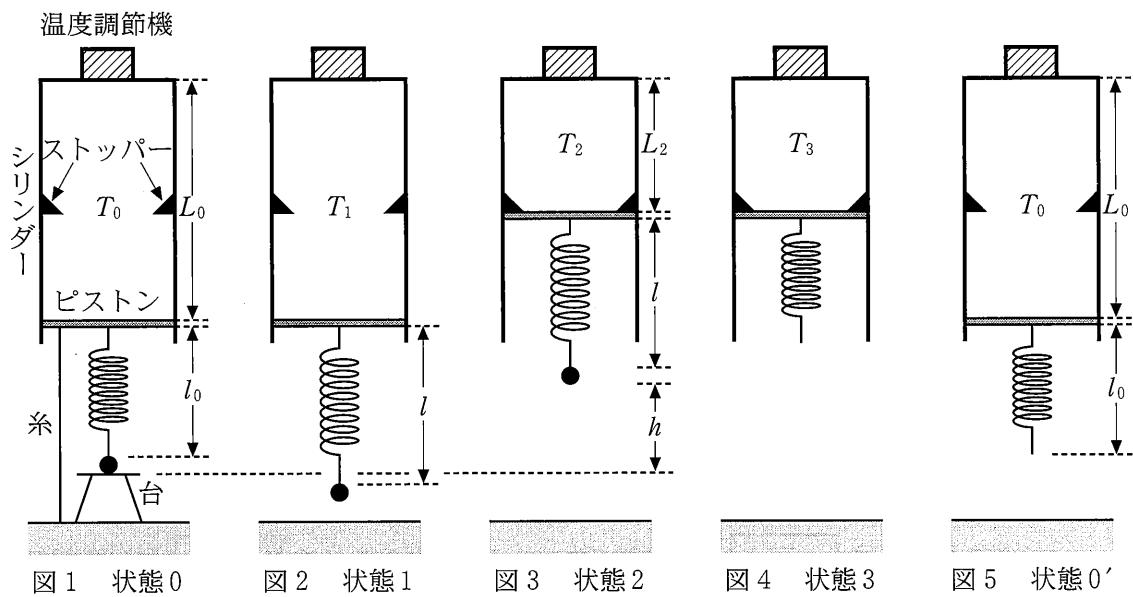 温度調節機
シリンダー
ストッパー
T₀
L₀
ピストン
l₀
糸
台
図1 状態0
T₁
l
図2 状態1
T₂
L₂
l
h
図3 状態2
T₃
図4 状態3
T₀
L₀
l₀
図5 状態0′